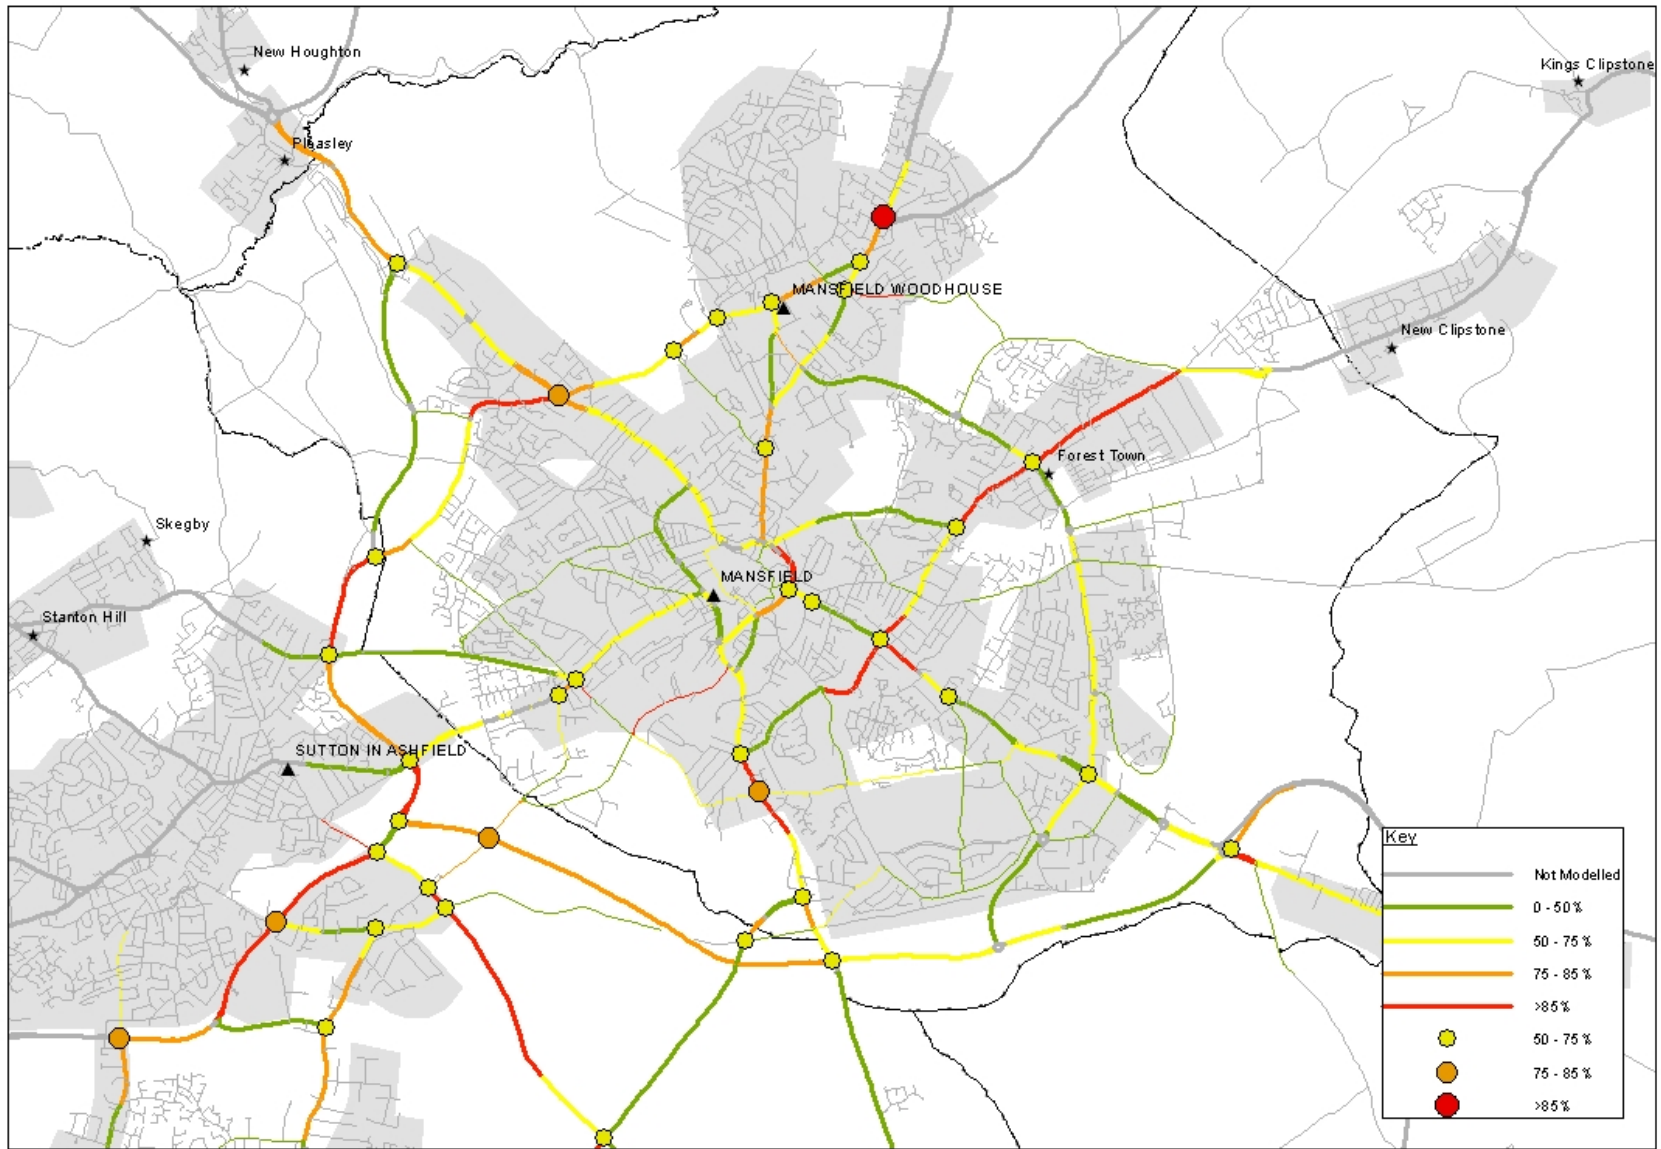 New Houghton
Kings Clipstone
Pleasley
MANSFIELD WOODHOUSE
New Clipstone
Forest Town
Skegby
MANSFIELD
Stanton Hill
SUTTON IN ASHFIELD
Key
Not Modelled
0 - 50%
50 - 75%
75 - 85%
>85%
50 - 75%
75 - 85%
>85%